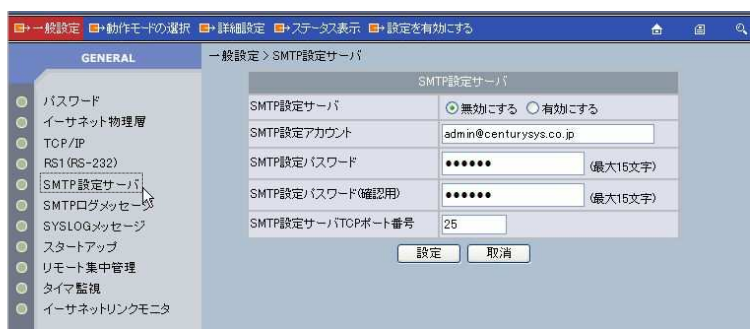 一般設定 動作モードの選択 詳細設定 ステータス表示 設定を有効にする
GENERAL
一般設定 > SMTP設定サーバ
パスワード
イーサネット物理層
TCP/IP
RS1(RS-232)
SMTP設定サーバ
SMTPログメッセージ
SYSLOGメッセージ
スタートアップ
リモート集中管理
タイマ監視
イーサネットリンクモニタ
SMTP設定サーバ
SMTP設定サーバ 無効にする 有効にする
SMTP設定アカウント admin@centurysys.co.jp
SMTP設定パスワード ●●●●●● (最大15文字)
SMTP設定パスワード(確認用) ●●●●●● (最大15文字)
SMTP設定サーバTCPポート番号 25
設定 取消